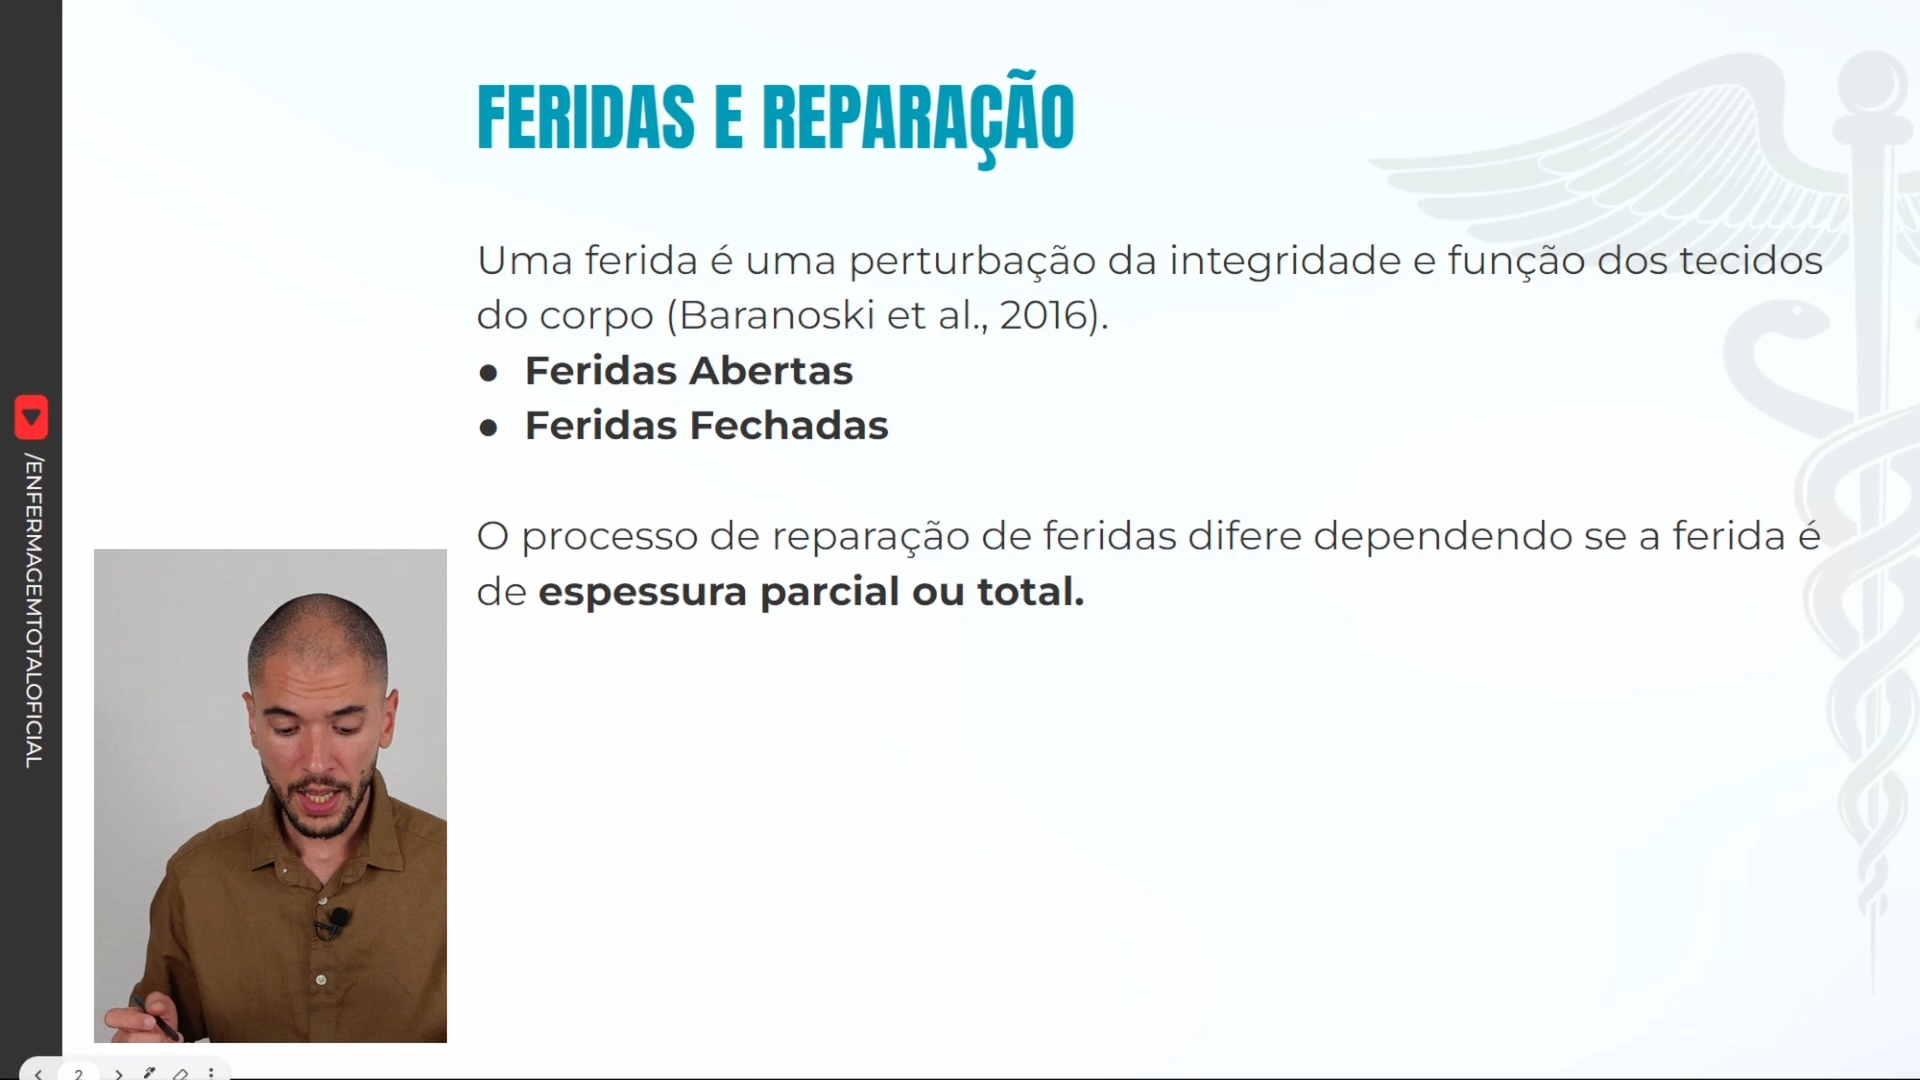 FERIDAS E REPARAÇÃO
Uma ferida é uma perturbação da integridade e função dos tecidos
do corpo (Baranoski et al., 2016).
● Feridas Abertas
● Feridas Fechadas
O processo de reparação de feridas difere dependendo se a ferida é
de espessura parcial ou total.
/ENFERMAGEMTOTALOFICIAL
2